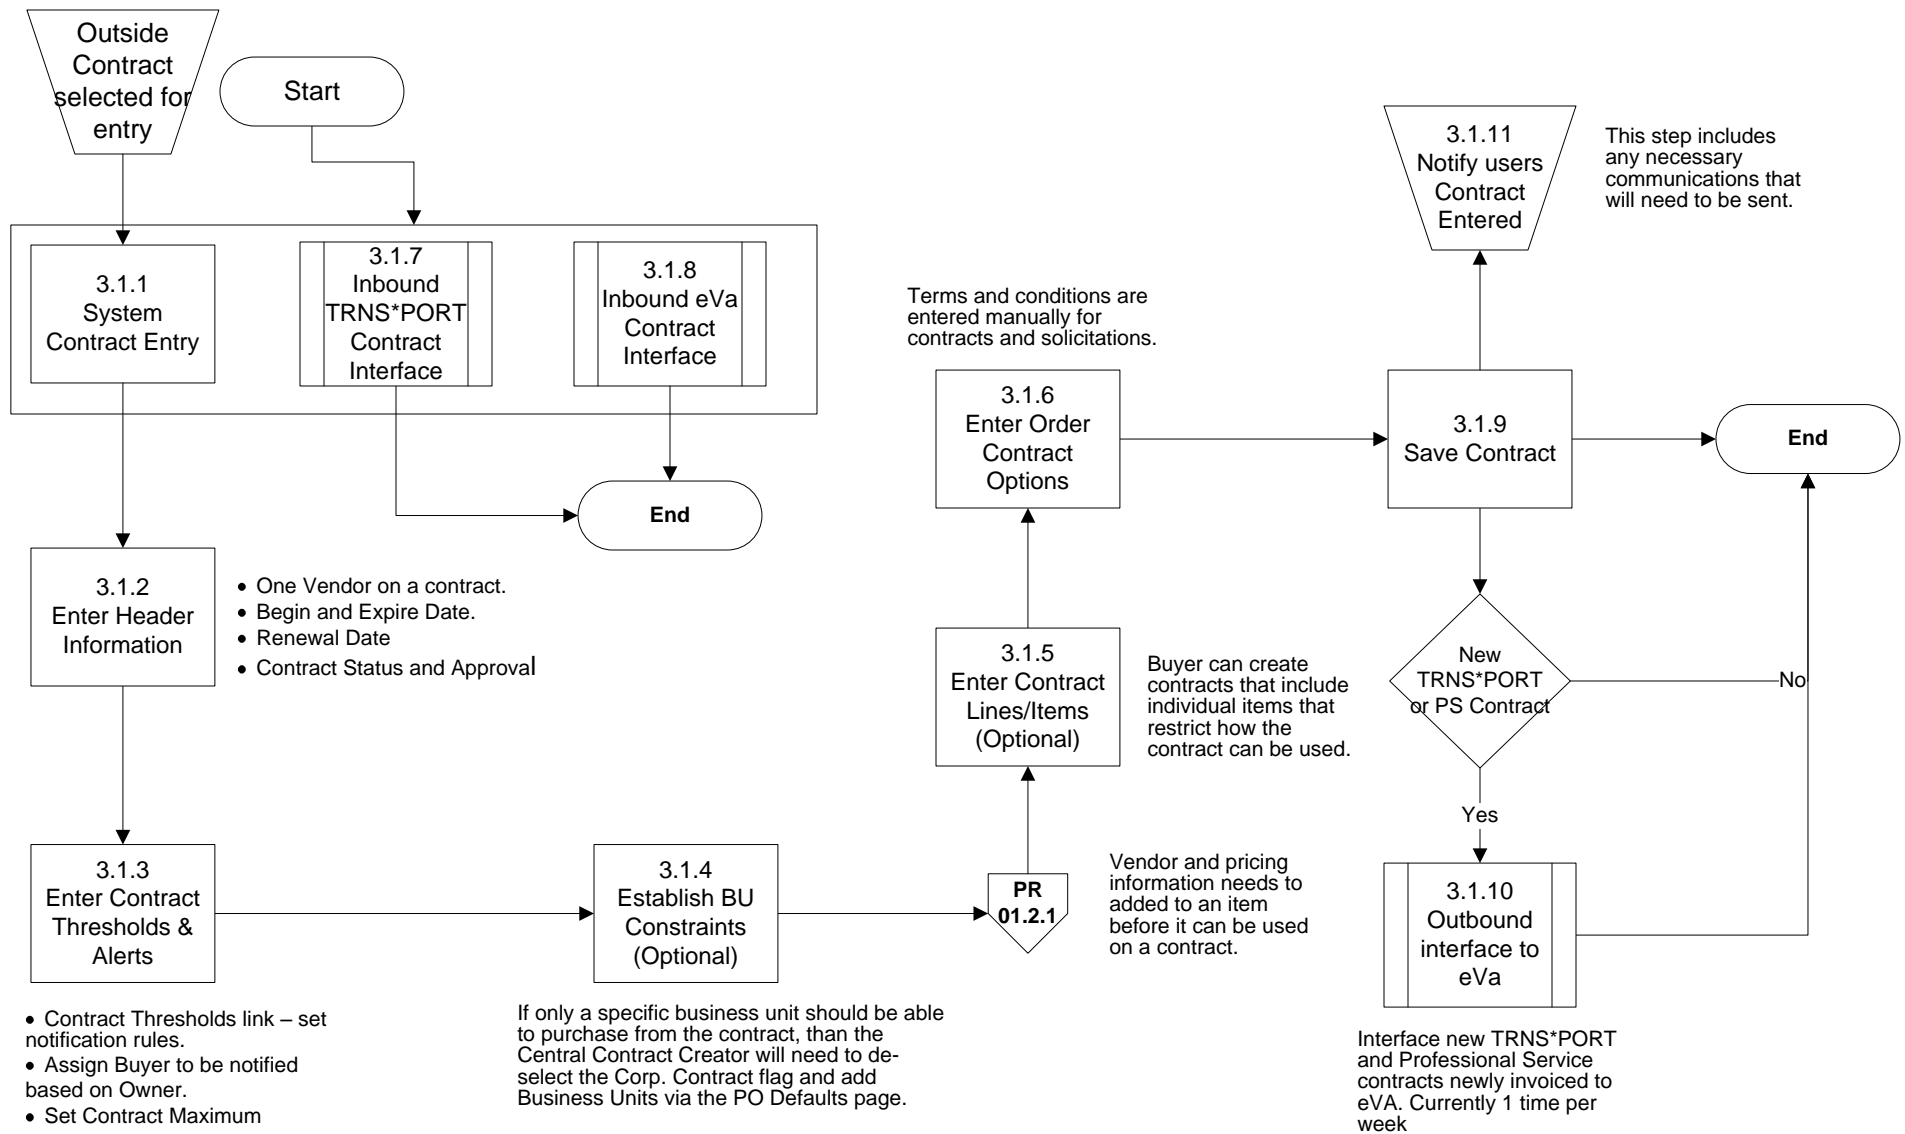 Outside
Contract
selected for
entry
Start
3.1.1
System
Contract Entry
3.1.7
Inbound
TRNS*PORT
Contract
Interface
3.1.8
Inbound eVa
Contract
Interface
End
3.1.2
Enter Header
Information
• One Vendor on a contract.
• Begin and Expire Date.
• Renewal Date
• Contract Status and Approval
3.1.3
Enter Contract
Thresholds &
Alerts
• Contract Thresholds link – set
notification rules.
• Assign Buyer to be notified
based on Owner.
• Set Contract Maximum
3.1.4
Establish BU
Constraints
(Optional)
If only a specific business unit should be able
to purchase from the contract, than the
Central Contract Creator will need to de-
select the Corp. Contract flag and add
Business Units via the PO Defaults page.
PR
01.2.1
Vendor and pricing
information needs to
added to an item
before it can be used
on a contract.
3.1.5
Enter Contract
Lines/Items
(Optional)
Buyer can create
contracts that include
individual items that
restrict how the
contract can be used.
Terms and conditions are
entered manually for
contracts and solicitations.
3.1.6
Enter Order
Contract
Options
3.1.9
Save Contract
3.1.11
Notify users
Contract
Entered
This step includes
any necessary
communications that
will need to be sent.
End
New
TRNS*PORT
or PS Contract
No
Yes
3.1.10
Outbound
interface to
eVa
Interface new TRNS*PORT
and Professional Service
contracts newly invoiced to
eVA. Currently 1 time per
week